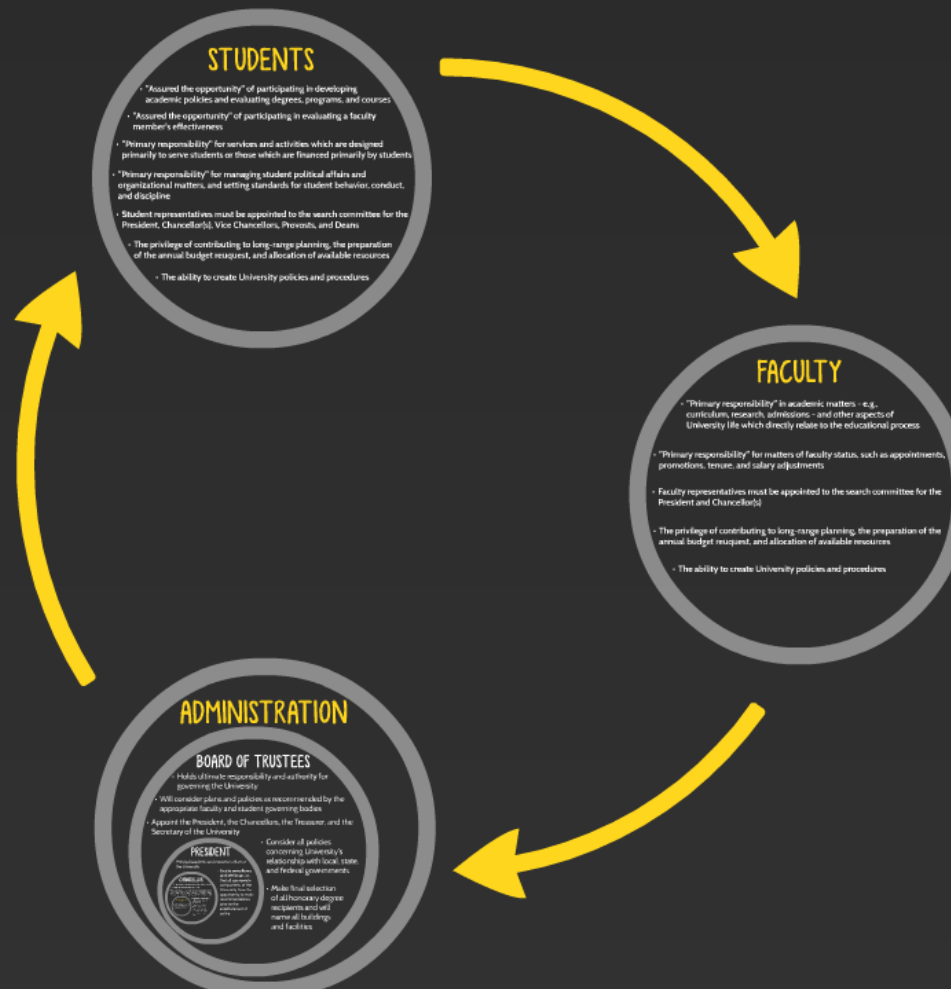 STUDENTS
• "Assured the opportunity" of participating in developing
academic policies and evaluating degrees, programs, and courses
• "Assured the opportunity" of participating in evaluating a faculty
member's effectiveness
• "Primary responsibility" for services and activities which are designed
primarily to serve students or those which are financed primarily by students
• "Primary responsibility" for managing student political affairs and
organizational matters, and setting standards for student behavior, conduct,
and discipline
• Student representatives must be appointed to the search committee for the
President, Chancellor(s), Vice Chancellors, Provosts, and Deans
• The privilege of contributing to long-range planning, the preparation
of the annual budget reuquest, and allocation of available resources
• The ability to create University policies and procedures
FACULTY
• "Primary responsibility" in academic matters - e.g.,
curriculum, research, admissions - and other aspects of
University life which directly relate to the educational process
• "Primary responsibility" for matters of faculty status, such as appointments,
promotions, tenure, and salary adjustments
• Faculty representatives must be appointed to the search committee for the
President and Chancellor(s)
• The privilege of contributing to long-range planning, the preparation of the
annual budget reuquest, and allocation of available resources
• The ability to create University policies and procedures
ADMINISTRATION
BOARD OF TRUSTEES
• Holds ultimate responsibility and authority for
governing the University
• Will consider plans and policies as recommended by the
appropriate faculty and student governing bodies
• Appoint the President, the Chancellors, the Treasurer, and the
Secretary of the University
• Consider all policies
concerning University's
relationship with local, state,
and federal governments.
• Make final selection
of all honorary degree
recipients and will
name all buildings
and facilities
PRESIDENT